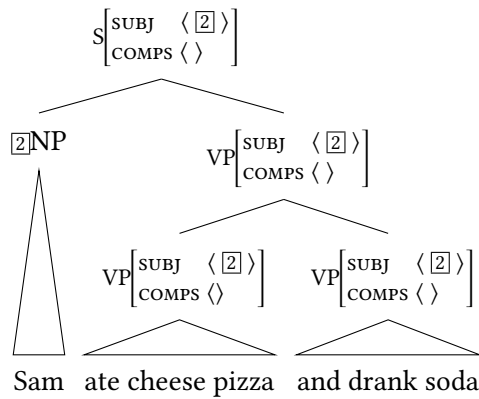 S[SUBJ ⟨ 2 ⟩
COMPS ⟨ ⟩]
2NP
VP[SUBJ ⟨ 2 ⟩
COMPS ⟨ ⟩]
VP[SUBJ ⟨ 2 ⟩
COMPS ⟨⟩]
VP[SUBJ ⟨ 2 ⟩
COMPS ⟨ ⟩]
Sam ate cheese pizza and drank soda